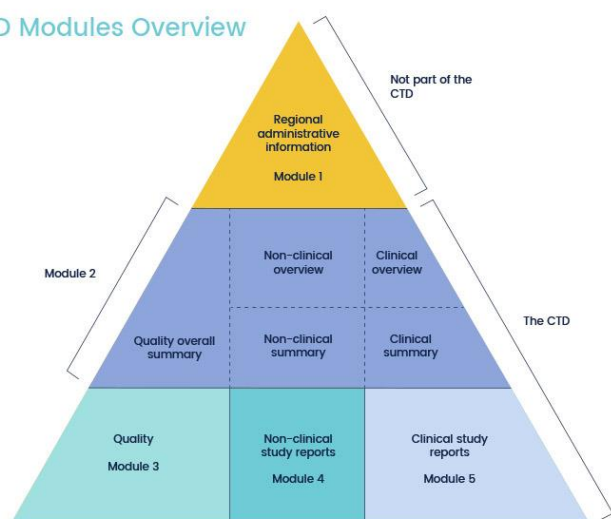 D Modules Overview
Not part of the
CTD
Regional
administrative
information
Module 1
Module 2
Non-clinical
overview
Clinical
overview
Quality overall
summary
Non-clinical
summary
Clinical
summary
The CTD
Quality
Module 3
Non-clinical
study reports
Module 4
Clinical study
reports
Module 5